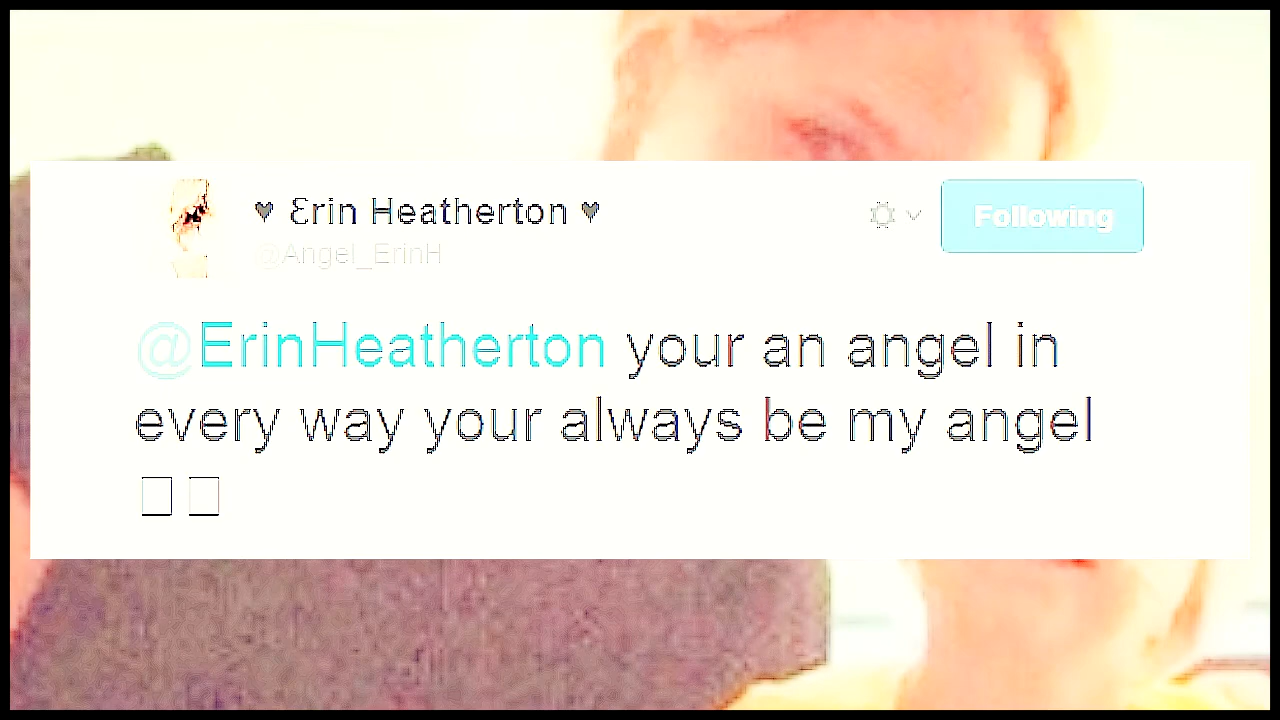 ♥ Ɛrin Heatherton ♥
Following
@Angel_ErinH
@ErinHeatherton your an angel in
every way your always be my angel